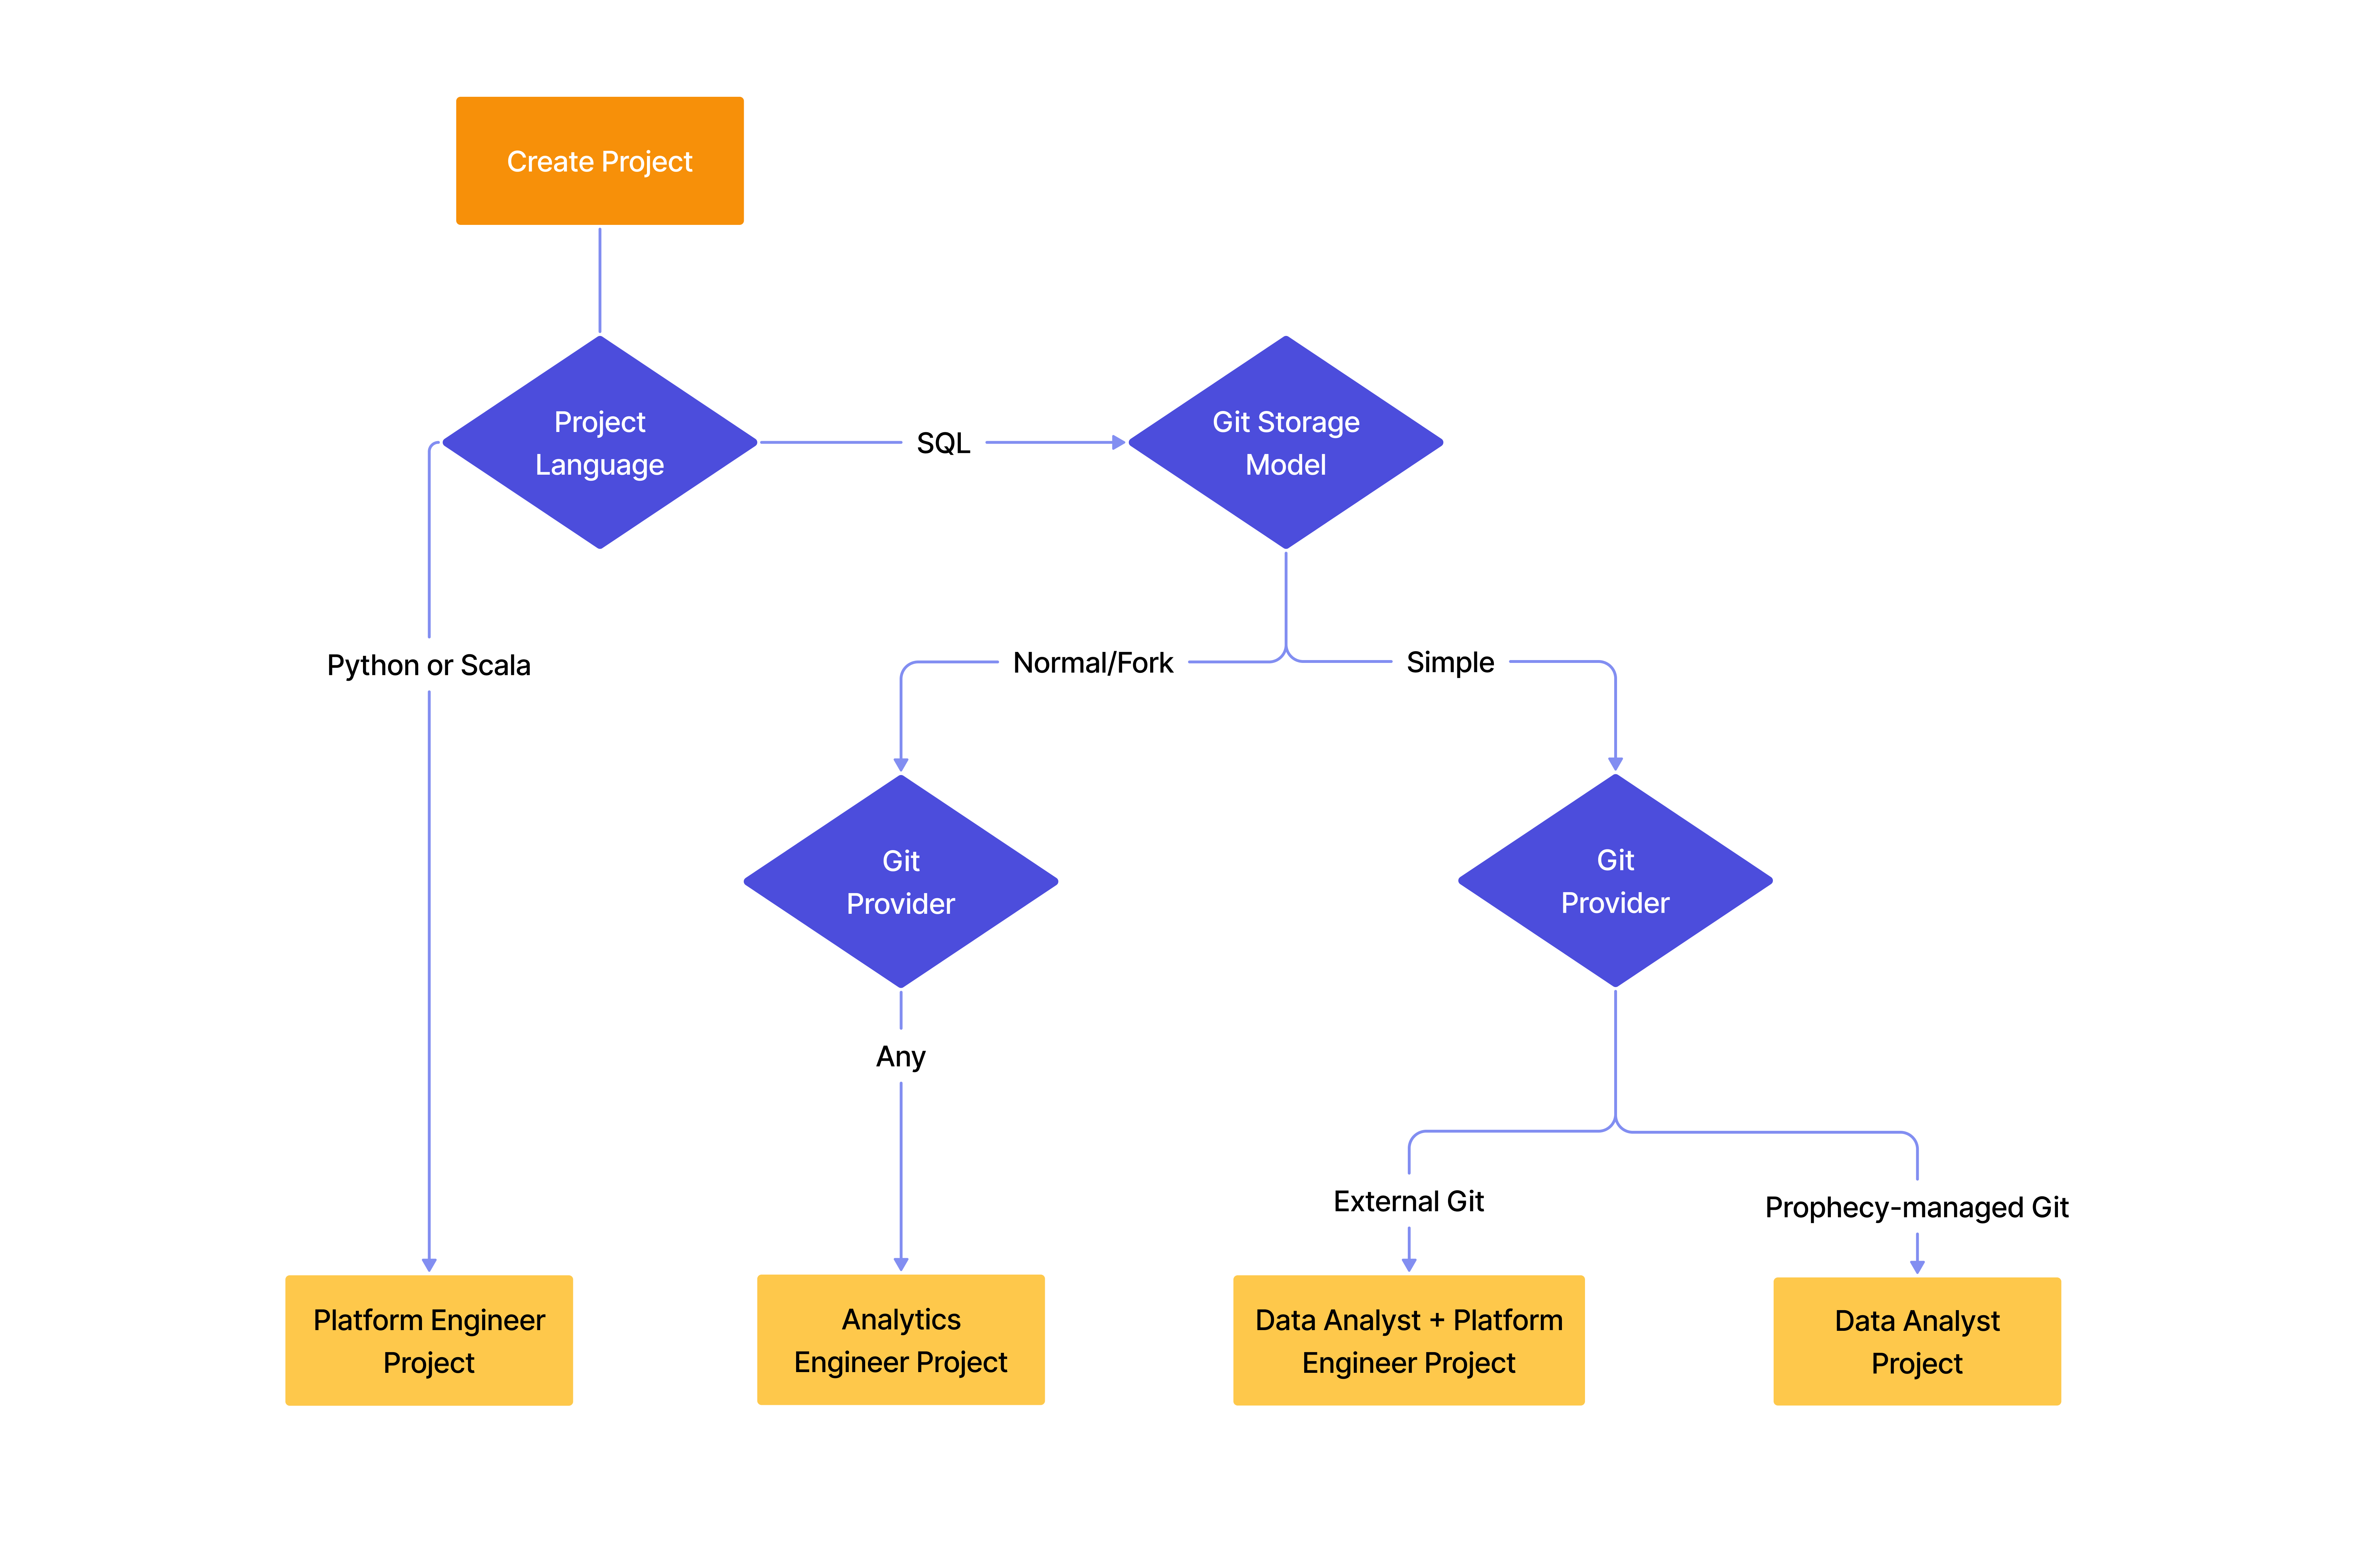 Create Project
Project
Language
SQL
Git Storage
Model
Python or Scala
Normal/Fork
Simple
Git
Provider
Git
Provider
Any
External Git
Prophecy-managed Git
Platform Engineer
Project
Analytics
Engineer Project
Data Analyst + Platform
Engineer Project
Data Analyst
Project